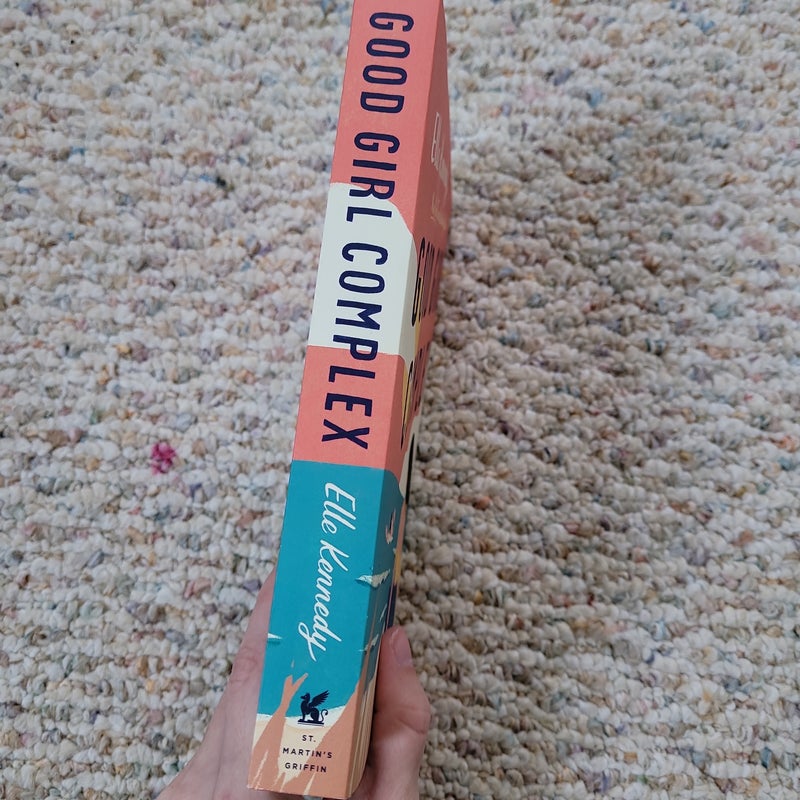 GOOD GIRL COMPLEX
Elle Kennedy
ST.
MARTIN'S
GRIFFIN